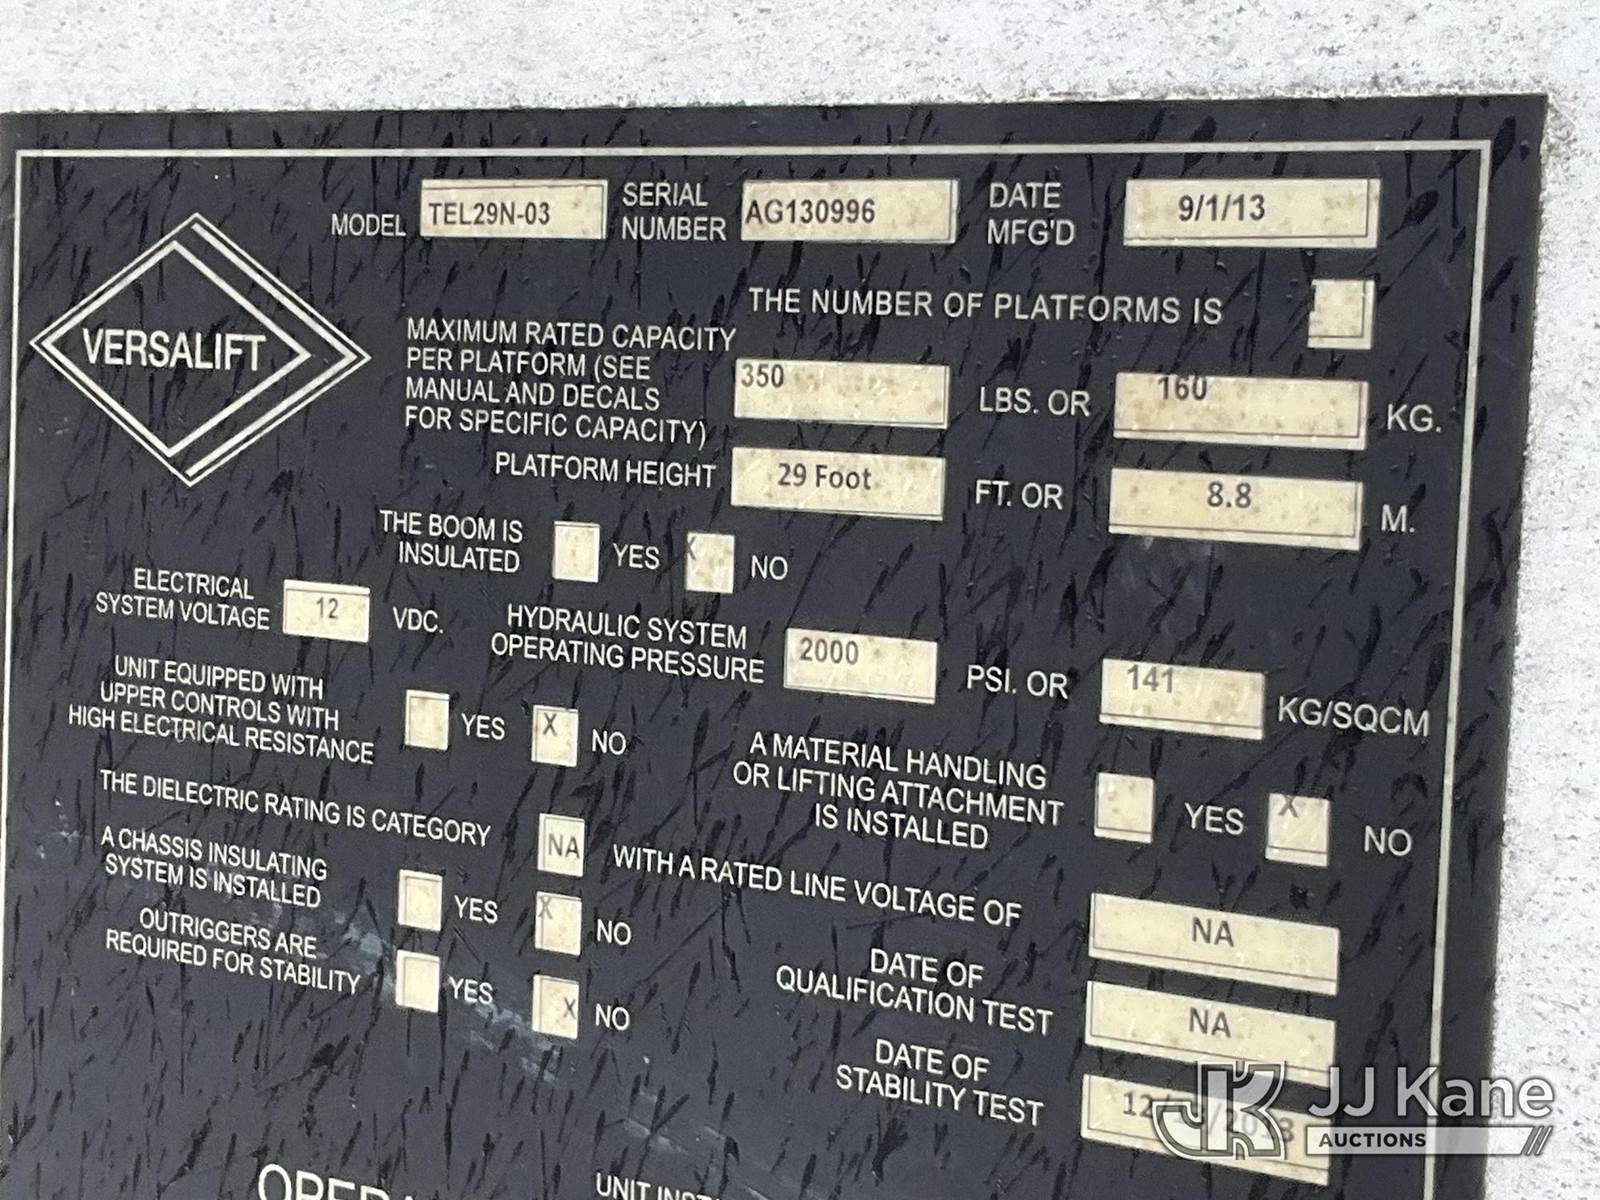 MODEL TEL29N-03 SERIAL NUMBER AG130996 DATE MFG'D 9/1/13
VERSALIFT
THE NUMBER OF PLATFORMS IS
MAXIMUM RATED CAPACITY
PER PLATFORM (SEE
MANUAL AND DECALS
FOR SPECIFIC CAPACITY)
350 LBS. OR 160 KG.
PLATFORM HEIGHT 29 Foot FT. OR 8.8 M.
THE BOOM IS
INSULATED
YES X NO
ELECTRICAL
SYSTEM VOLTAGE 12 VDC.
HYDRAULIC SYSTEM
OPERATING PRESSURE 2000 PSI. OR 141 KG/SQCM
UNIT EQUIPPED WITH
UPPER CONTROLS WITH
HIGH ELECTRICAL RESISTANCE
YES X NO
A MATERIAL HANDLING
OR LIFTING ATTACHMENT
IS INSTALLED
YES X NO
THE DIELECTRIC RATING IS CATEGORY NA WITH A RATED LINE VOLTAGE OF NA
A CHASSIS INSULATING
SYSTEM IS INSTALLED
YES X NO
DATE OF
QUALIFICATION TEST NA
OUTRIGGERS ARE
REQUIRED FOR STABILITY
YES X NO
DATE OF
STABILITY TEST
JJ Kane
AUCTIONS